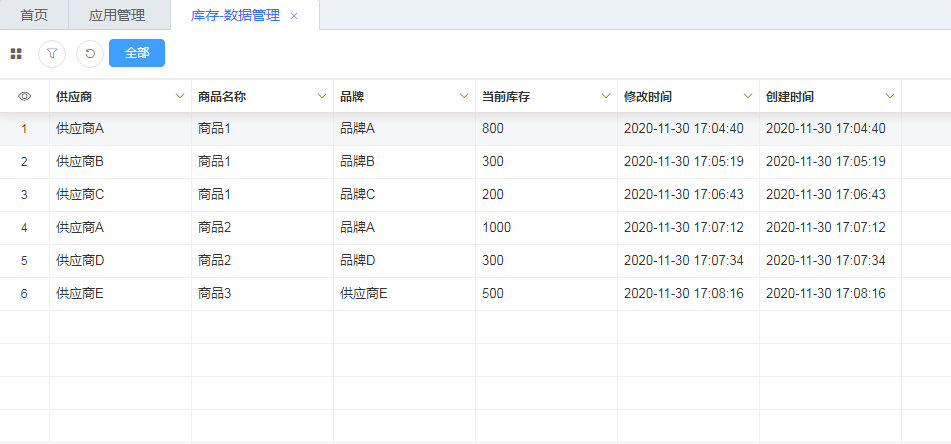 首页 应用管理 库存-数据管理 ×
全部
供应商 商品名称 品牌 当前库存 修改时间 创建时间
1 供应商A 商品1 品牌A 800 2020-11-30 17:04:40 2020-11-30 17:04:40
2 供应商B 商品1 品牌B 300 2020-11-30 17:05:19 2020-11-30 17:05:19
3 供应商C 商品1 品牌C 200 2020-11-30 17:06:43 2020-11-30 17:06:43
4 供应商A 商品2 品牌A 1000 2020-11-30 17:07:12 2020-11-30 17:07:12
5 供应商D 商品2 品牌D 300 2020-11-30 17:07:34 2020-11-30 17:07:34
6 供应商E 商品3 供应商E 500 2020-11-30 17:08:16 2020-11-30 17:08:16